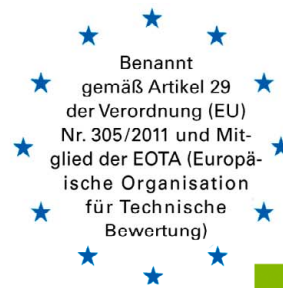 Benannt
gemäß Artikel 29
der Verordnung (EU)
Nr. 305/2011 und Mit-
glied der EOTA (Europä-
ische Organisation
für Technische
Bewertung)